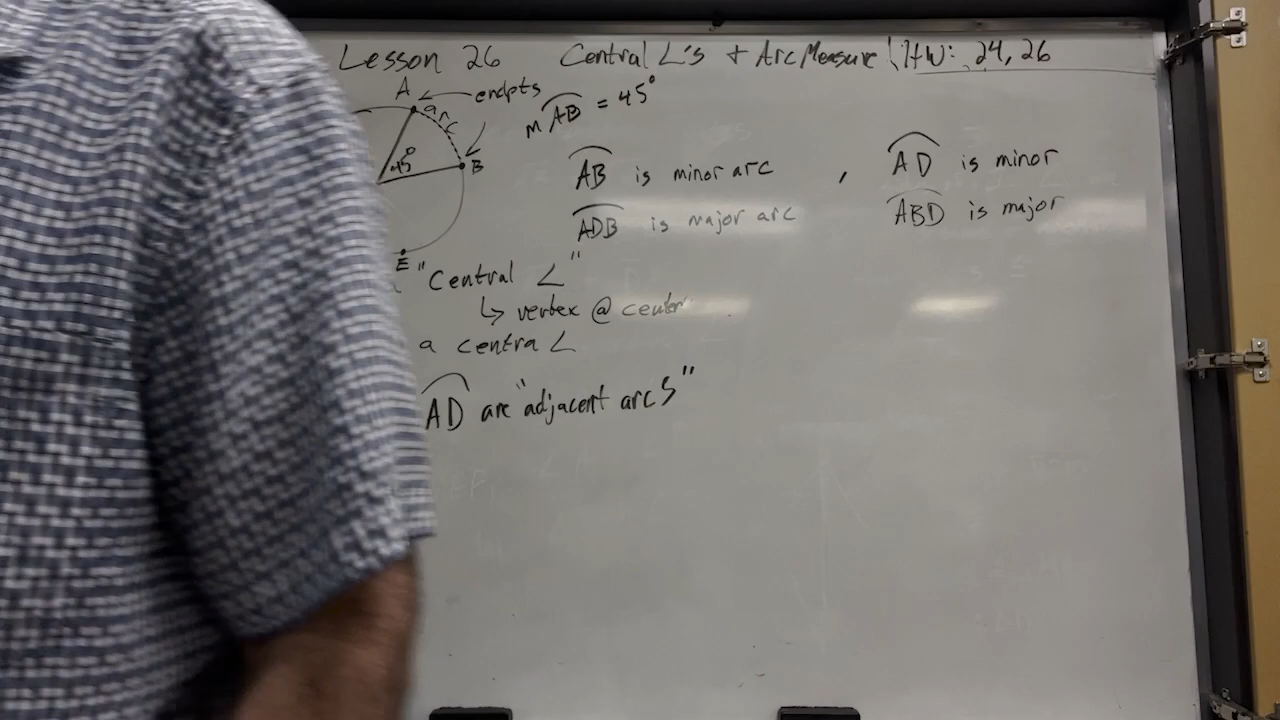 Lesson 26 Central ∠'s + Arc Measure HW: 24, 26
A ← endpts
arc
m⌒AB = 45°
45°
B
⌒AB is minor arc , ⌒AD is minor
⌒ADB is major arc ⌒ABD is major
E
"Central ∠"
↳ vertex @ center
a centra ∠
⌒AD are "adjacent arcs"